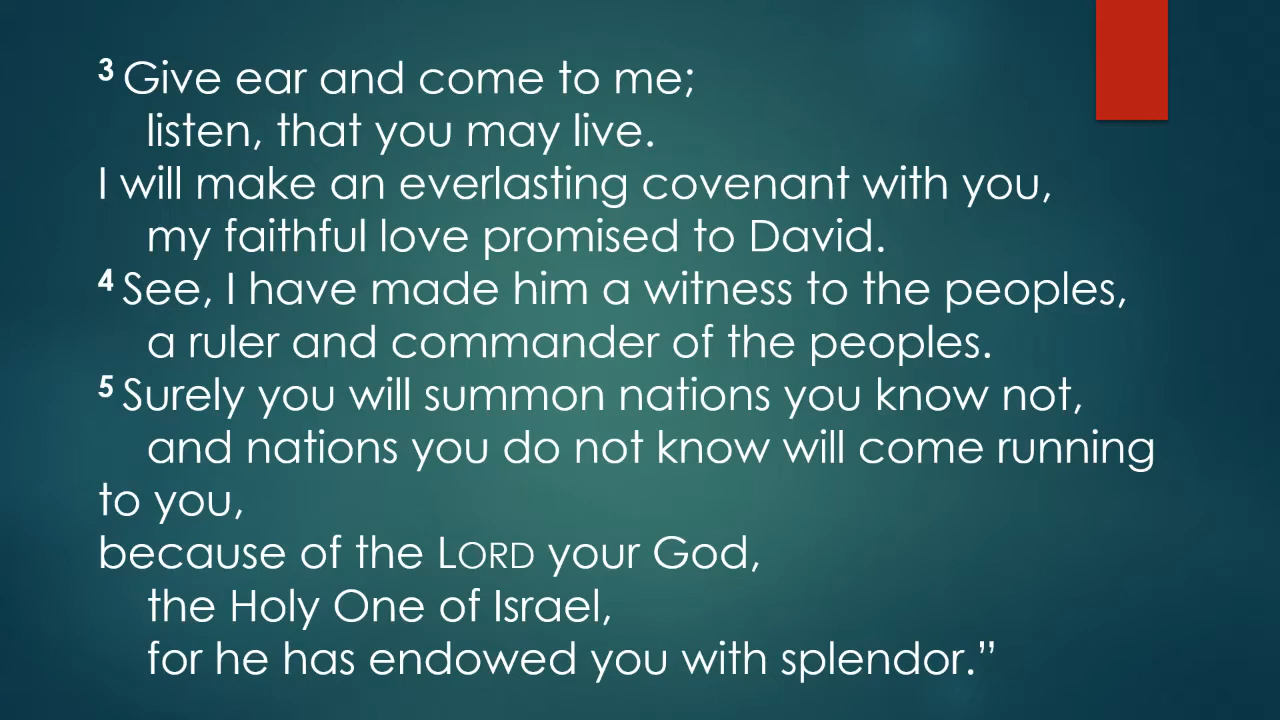 3 Give ear and come to me;
listen, that you may live.
I will make an everlasting covenant with you,
my faithful love promised to David.
4 See, I have made him a witness to the peoples,
a ruler and commander of the peoples.
5 Surely you will summon nations you know not,
and nations you do not know will come running
to you,
because of the LORD your God,
the Holy One of Israel,
for he has endowed you with splendor.”